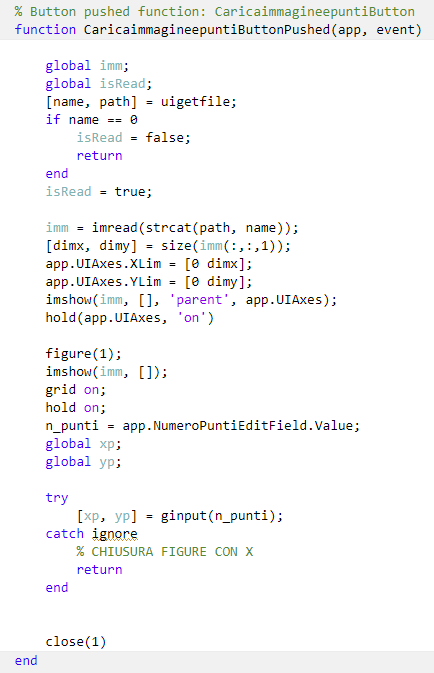 % Button pushed function: CaricaimmagineepuntiButton
function CaricaimmagineepuntiButtonPushed(app, event)
global imm;
global isRead;
[name, path] = uigetfile;
if name == 0
isRead = false;
return
end
isRead = true;
imm = imread(strcat(path, name));
[dimx, dimy] = size(imm(:,:,1));
app.UIAxes.XLim = [0 dimx];
app.UIAxes.YLim = [0 dimy];
imshow(imm, [], 'parent', app.UIAxes);
hold(app.UIAxes, 'on')
figure(1);
imshow(imm, []);
grid on;
hold on;
n_punti = app.NumeroPuntiEditField.Value;
global xp;
global yp;
try
[xp, yp] = ginput(n_punti);
catch ignore
% CHIUSURA FIGURE CON X
return
end
close(1)
end